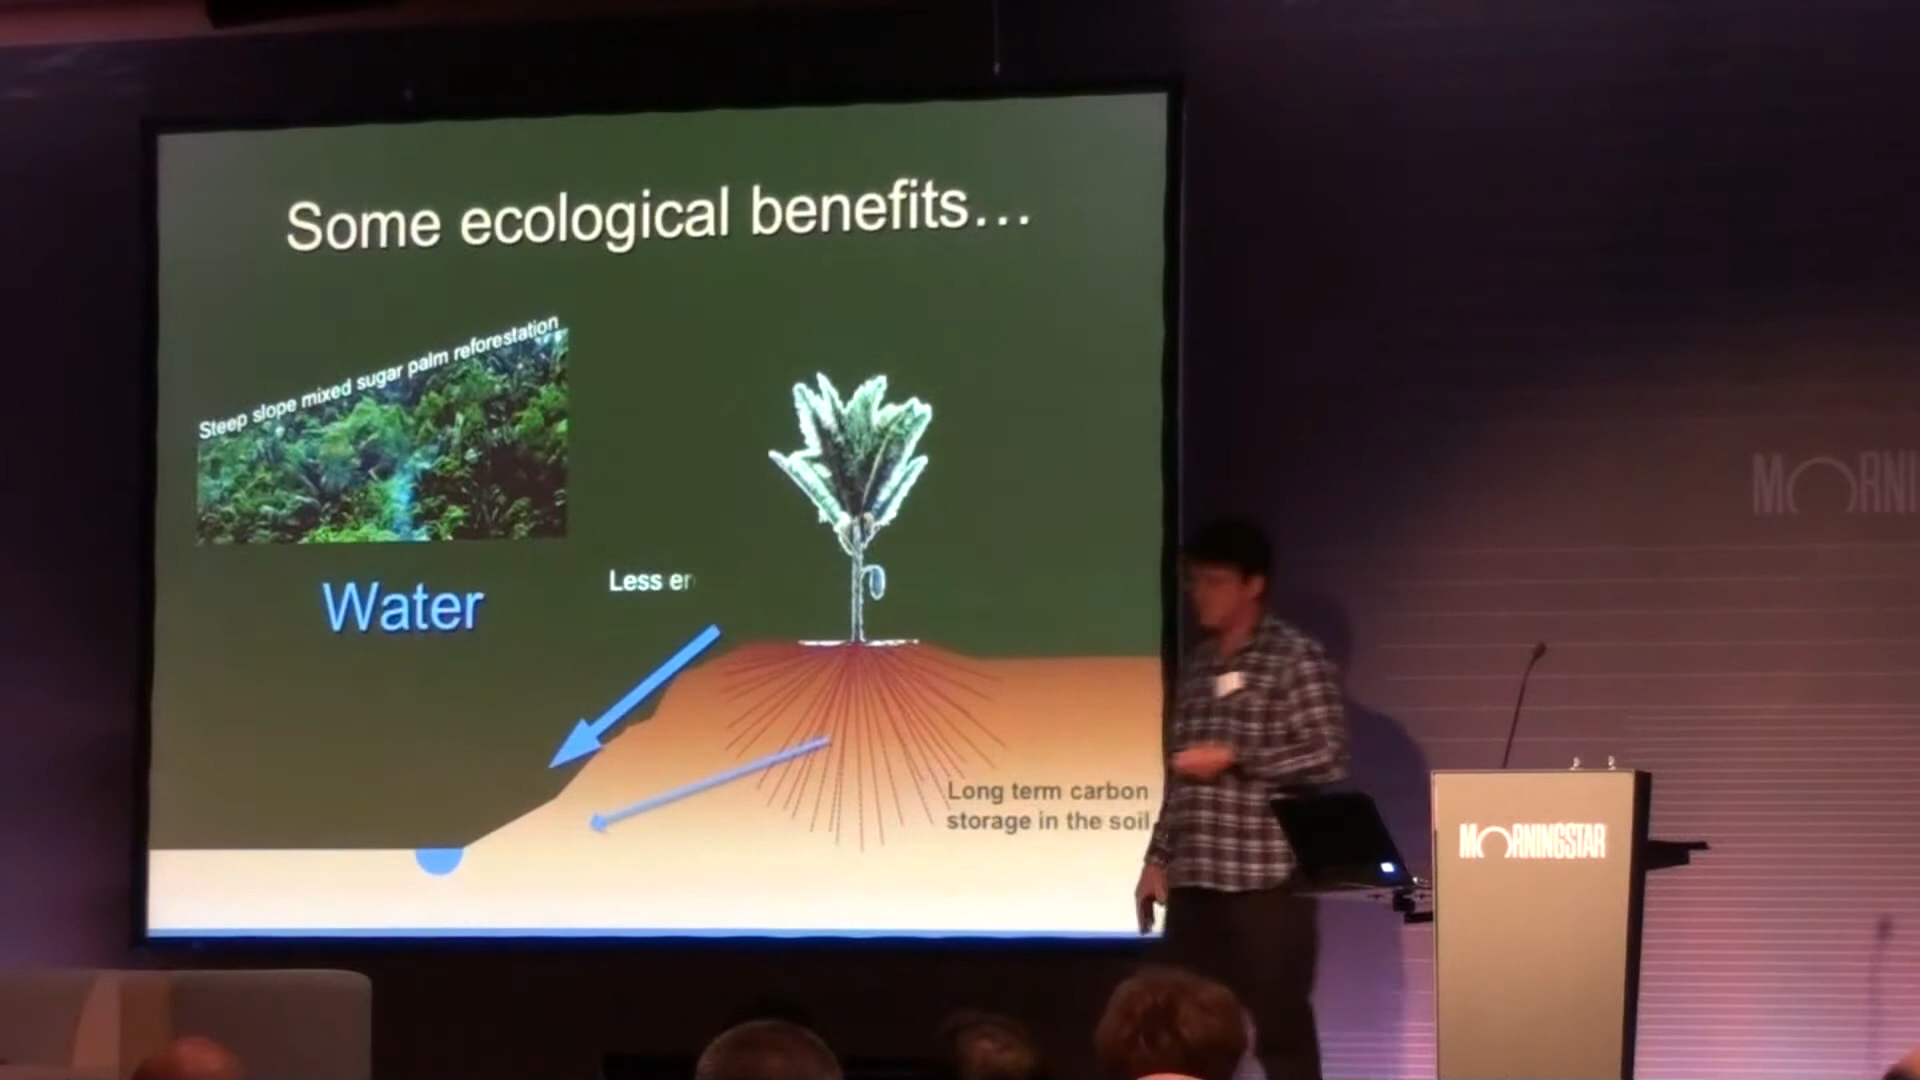 Some ecological benefits…
Steep slope mixed sugar palm reforestation
Water
Less
Long term carbon
storage in the soil
MORNINGSTAR